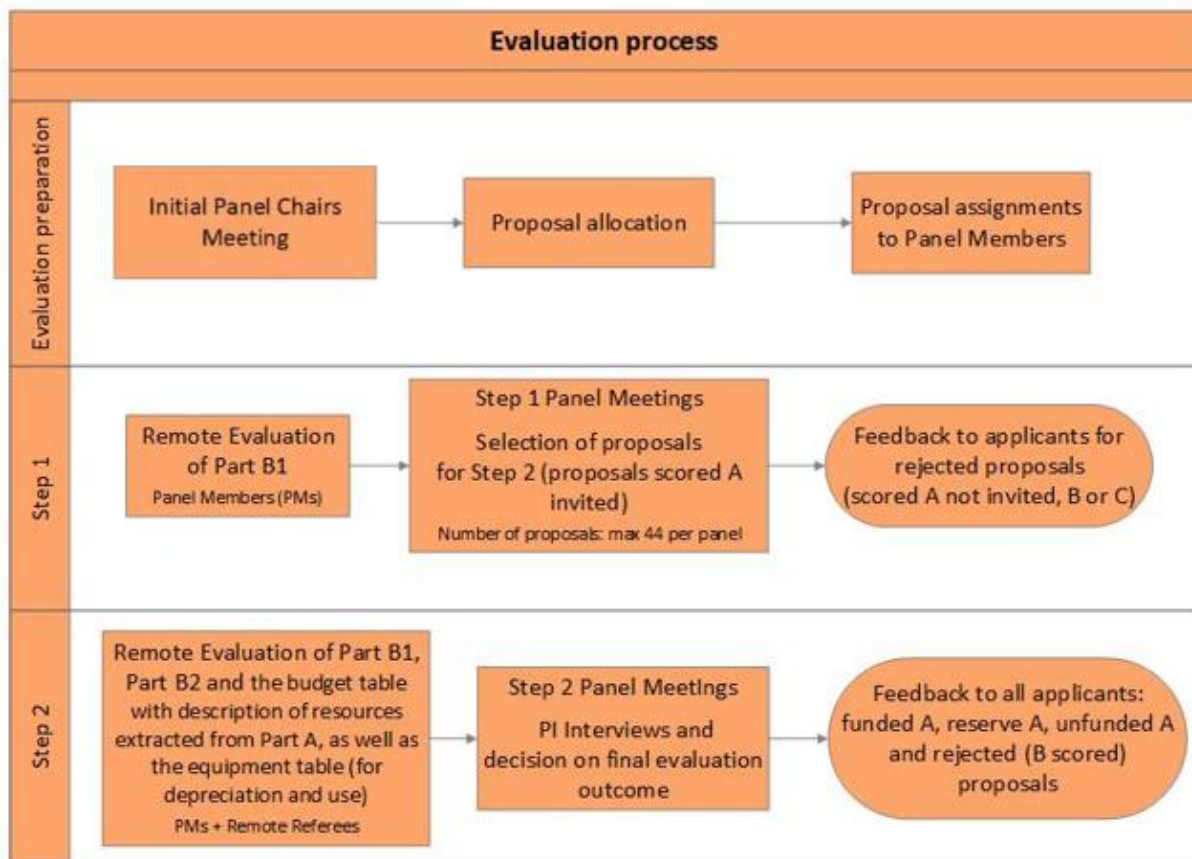 Evaluation process
Evaluation preparation
Initial Panel Chairs
Meeting
Proposal allocation
Proposal assignments
to Panel Members
Step 1
Remote Evaluation
of Part B1
Panel Members (PMs)
Step 1 Panel Meetings
Selection of proposals
for Step 2 (proposals scored A
invited)
Number of proposals: max 44 per panel
Feedback to applicants for
rejected proposals
(scored A not invited, B or C)
Step 2
Remote Evaluation of Part B1,
Part B2 and the budget table
with description of resources
extracted from Part A, as well as
the equipment table (for
depreciation and use)
PMs + Remote Referees
Step 2 Panel Meetings
PI Interviews and
decision on final evaluation
outcome
Feedback to all applicants:
funded A, reserve A, unfunded A
and rejected (B scored)
proposals